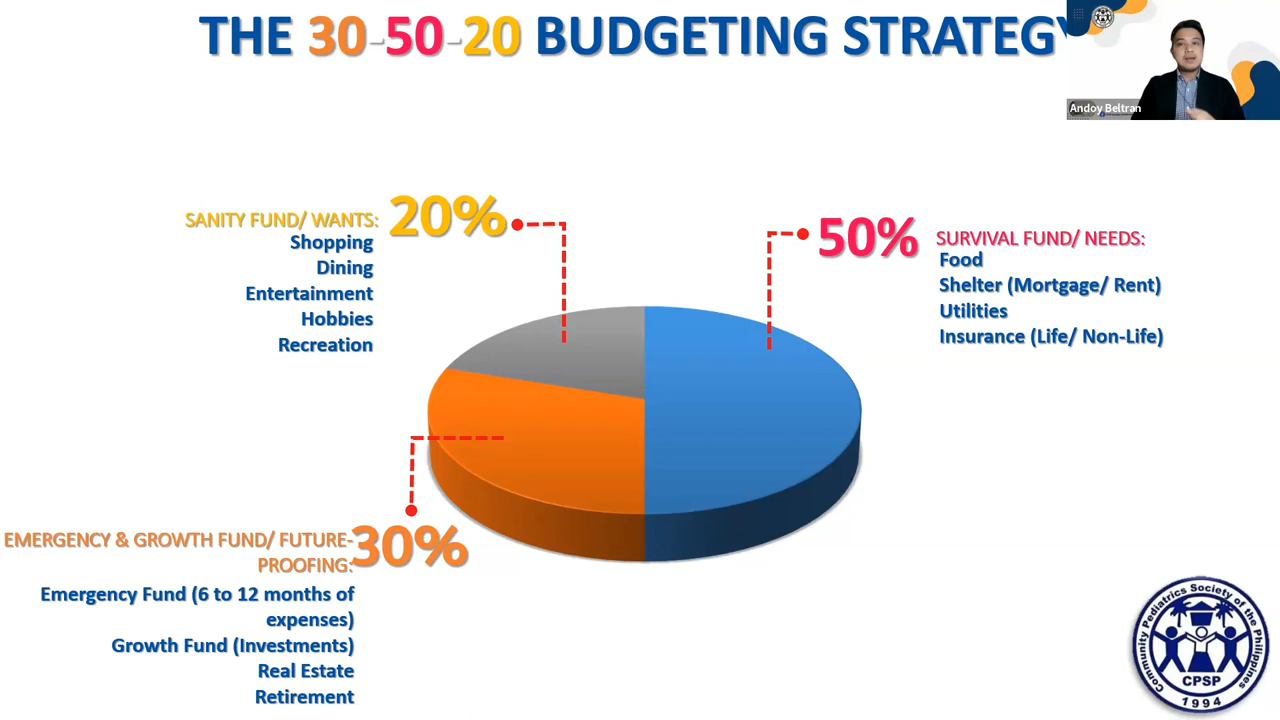 THE 30-50-20 BUDGETING STRATEGY
Andoy Beltran
SANITY FUND/ WANTS: 20%
Shopping
Dining
Entertainment
Hobbies
Recreation
50% SURVIVAL FUND/ NEEDS:
Food
Shelter (Mortgage/ Rent)
Utilities
Insurance (Life/ Non-Life)
EMERGENCY & GROWTH FUND/ FUTURE-
PROOFING: 30%
Emergency Fund (6 to 12 months of
expenses)
Growth Fund (Investments)
Real Estate
Retirement
Community Pediatrics Society of the Philippines
CPSP
1994